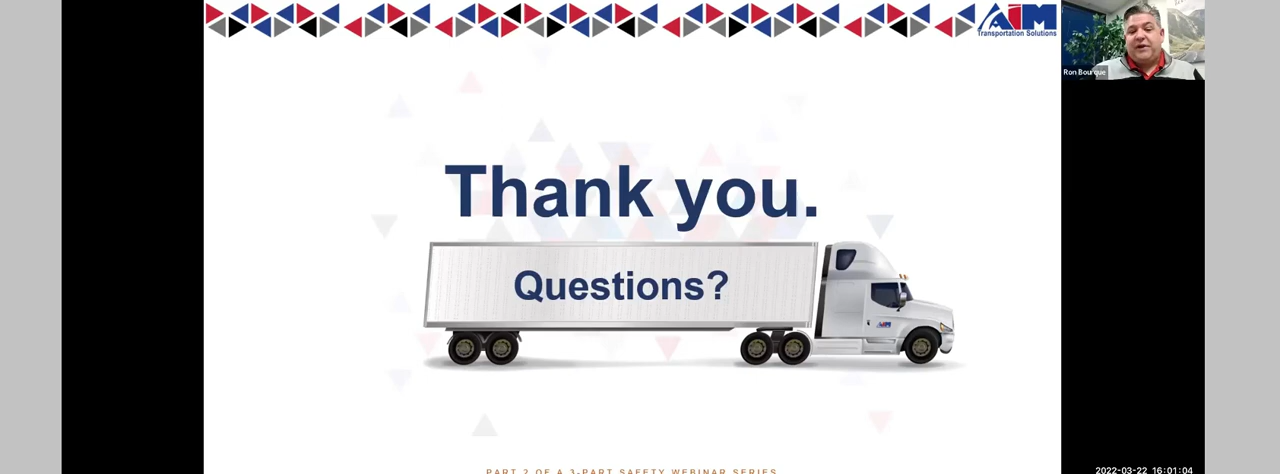 AIM
Transportation Solutions
Ron Bourque
Thank you.
Questions?
AIM
PART 2 OF A 3-PART SAFETY WEBINAR SERIES
2022-03-22 16:01:04